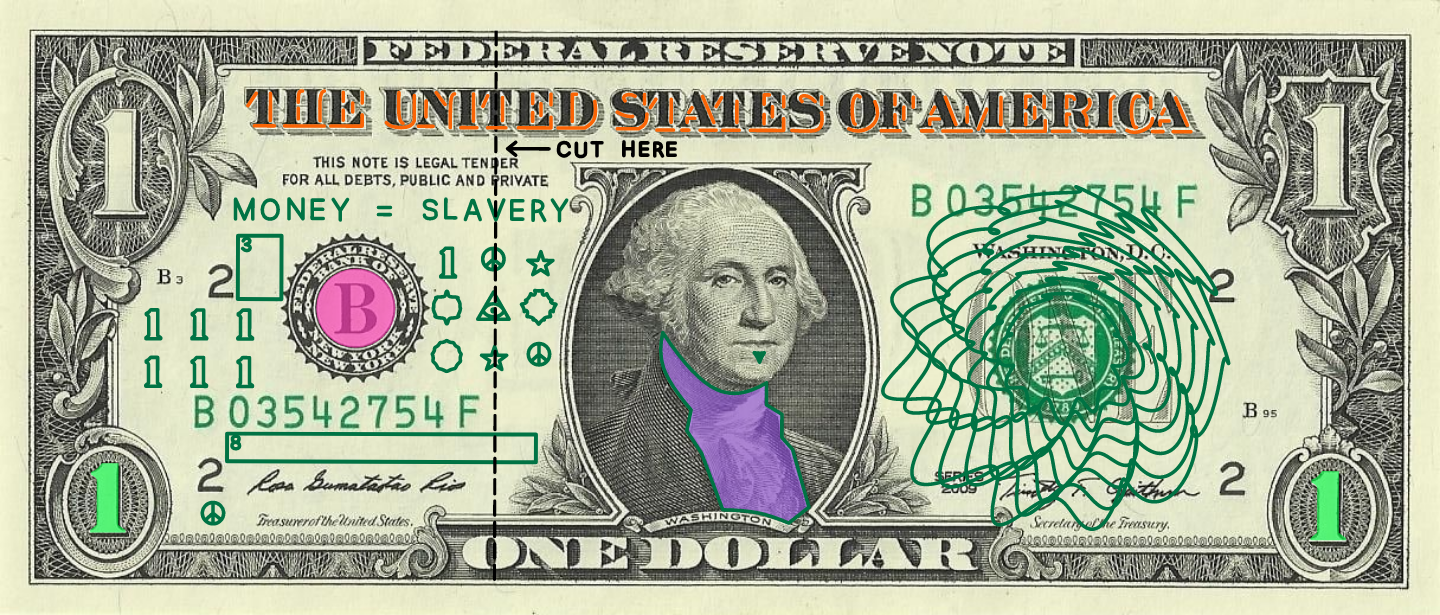 FEDERAL RESERVE NOTE
THE UNITED STATES OF AMERICA
1
1
CUT HERE
THIS NOTE IS LEGAL TENDER
FOR ALL DEBTS, PUBLIC AND PRIVATE
B 03542754 F
MONEY = SLAVERY
3
FEDERAL RESERVE
BANK OF
B
NEW YORK
NEW YORK
WASHINGTON, D.C.
B 3
2
2
1
1 1 1
1 1 1
B 03542754 F
B 95
8
2
Rosa Gumataotao Rios
SERIES
2009
2
1
1
Treasurer of the United States.
WASHINGTON
Secretary of the Treasury.
ONE DOLLAR